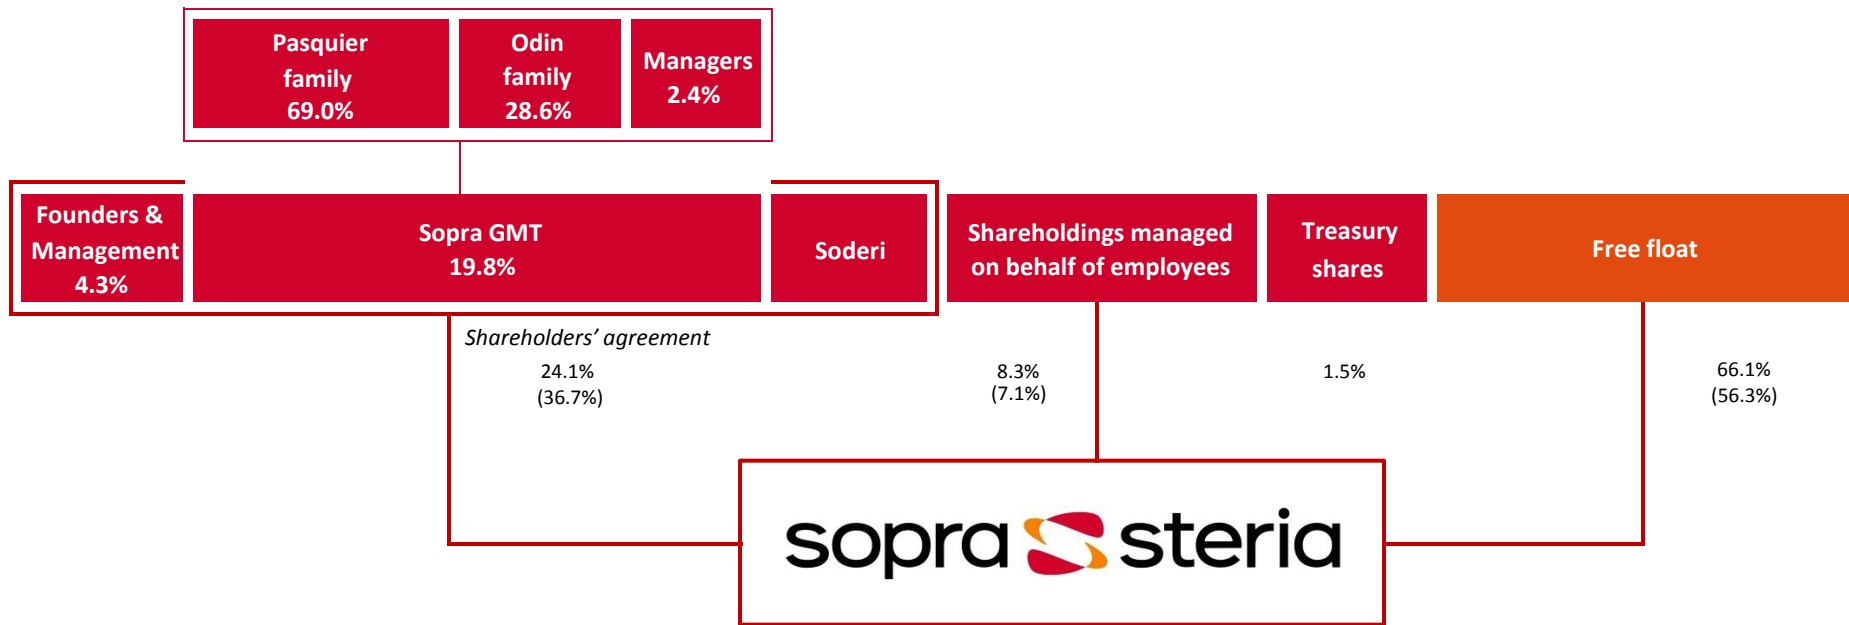 Pasquier
family
69.0%
Odin
family
28.6%
Managers
2.4%
Founders &
Management
4.3%
Sopra GMT
19.8%
Soderi
Shareholdings managed
on behalf of employees
Treasury
shares
Free float
Shareholders’ agreement
24.1%
(36.7%)
8.3%
(7.1%)
1.5%
66.1%
(56.3%)
sopra steria